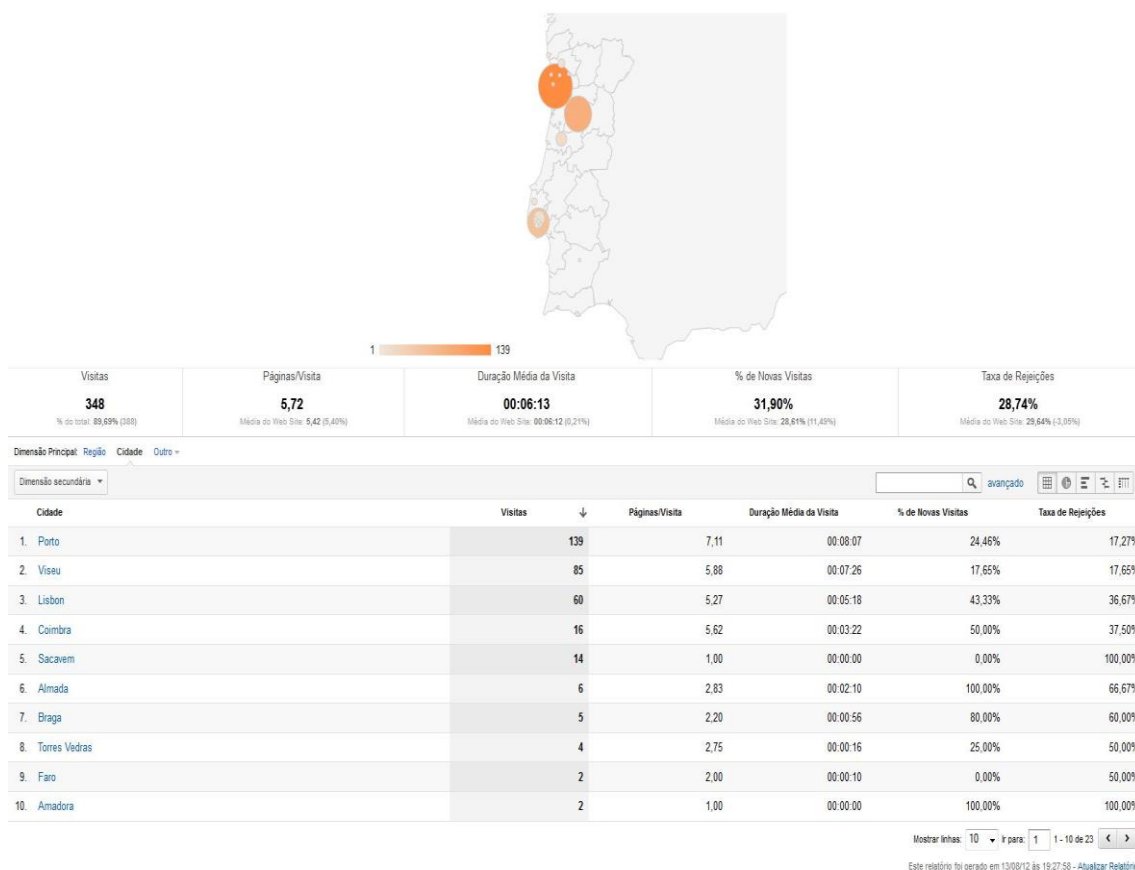 1 139
Visitas Páginas/Visita Duração Média da Visita % de Novas Visitas Taxa de Rejeições
348 5,72 00:06:13 31,90% 28,74%
% do total: 89,69% (388) Média do Web Site: 5,42 (5,40%) Média do Web Site: 00:06:12 (0,21%) Média do Web Site: 28,61% (11,49%) Média do Web Site: 29,64% (-3,05%)
Dimensão Principal: Região Cidade Outro
Dimensão secundária avançado
Cidade Visitas Páginas/Visita Duração Média da Visita % de Novas Visitas Taxa de Rejeições
1. Porto 139 7,11 00:08:07 24,46% 17,27%
2. Viseu 85 5,88 00:07:26 17,65% 17,65%
3. Lisbon 60 5,27 00:05:18 43,33% 36,67%
4. Coimbra 16 5,62 00:03:22 50,00% 37,50%
5. Sacavem 14 1,00 00:00:00 0,00% 100,00%
6. Almada 6 2,83 00:02:10 100,00% 66,67%
7. Braga 5 2,20 00:00:56 80,00% 60,00%
8. Torres Vedras 4 2,75 00:00:16 25,00% 50,00%
9. Faro 2 2,00 00:00:10 0,00% 50,00%
10. Amadora 2 1,00 00:00:00 100,00% 100,00%
Mostrar linhas: 10 Ir para: 1 1 - 10 de 23
Este relatório foi gerado em 13/08/12 às 19:27:58 - Atualizar Relatório